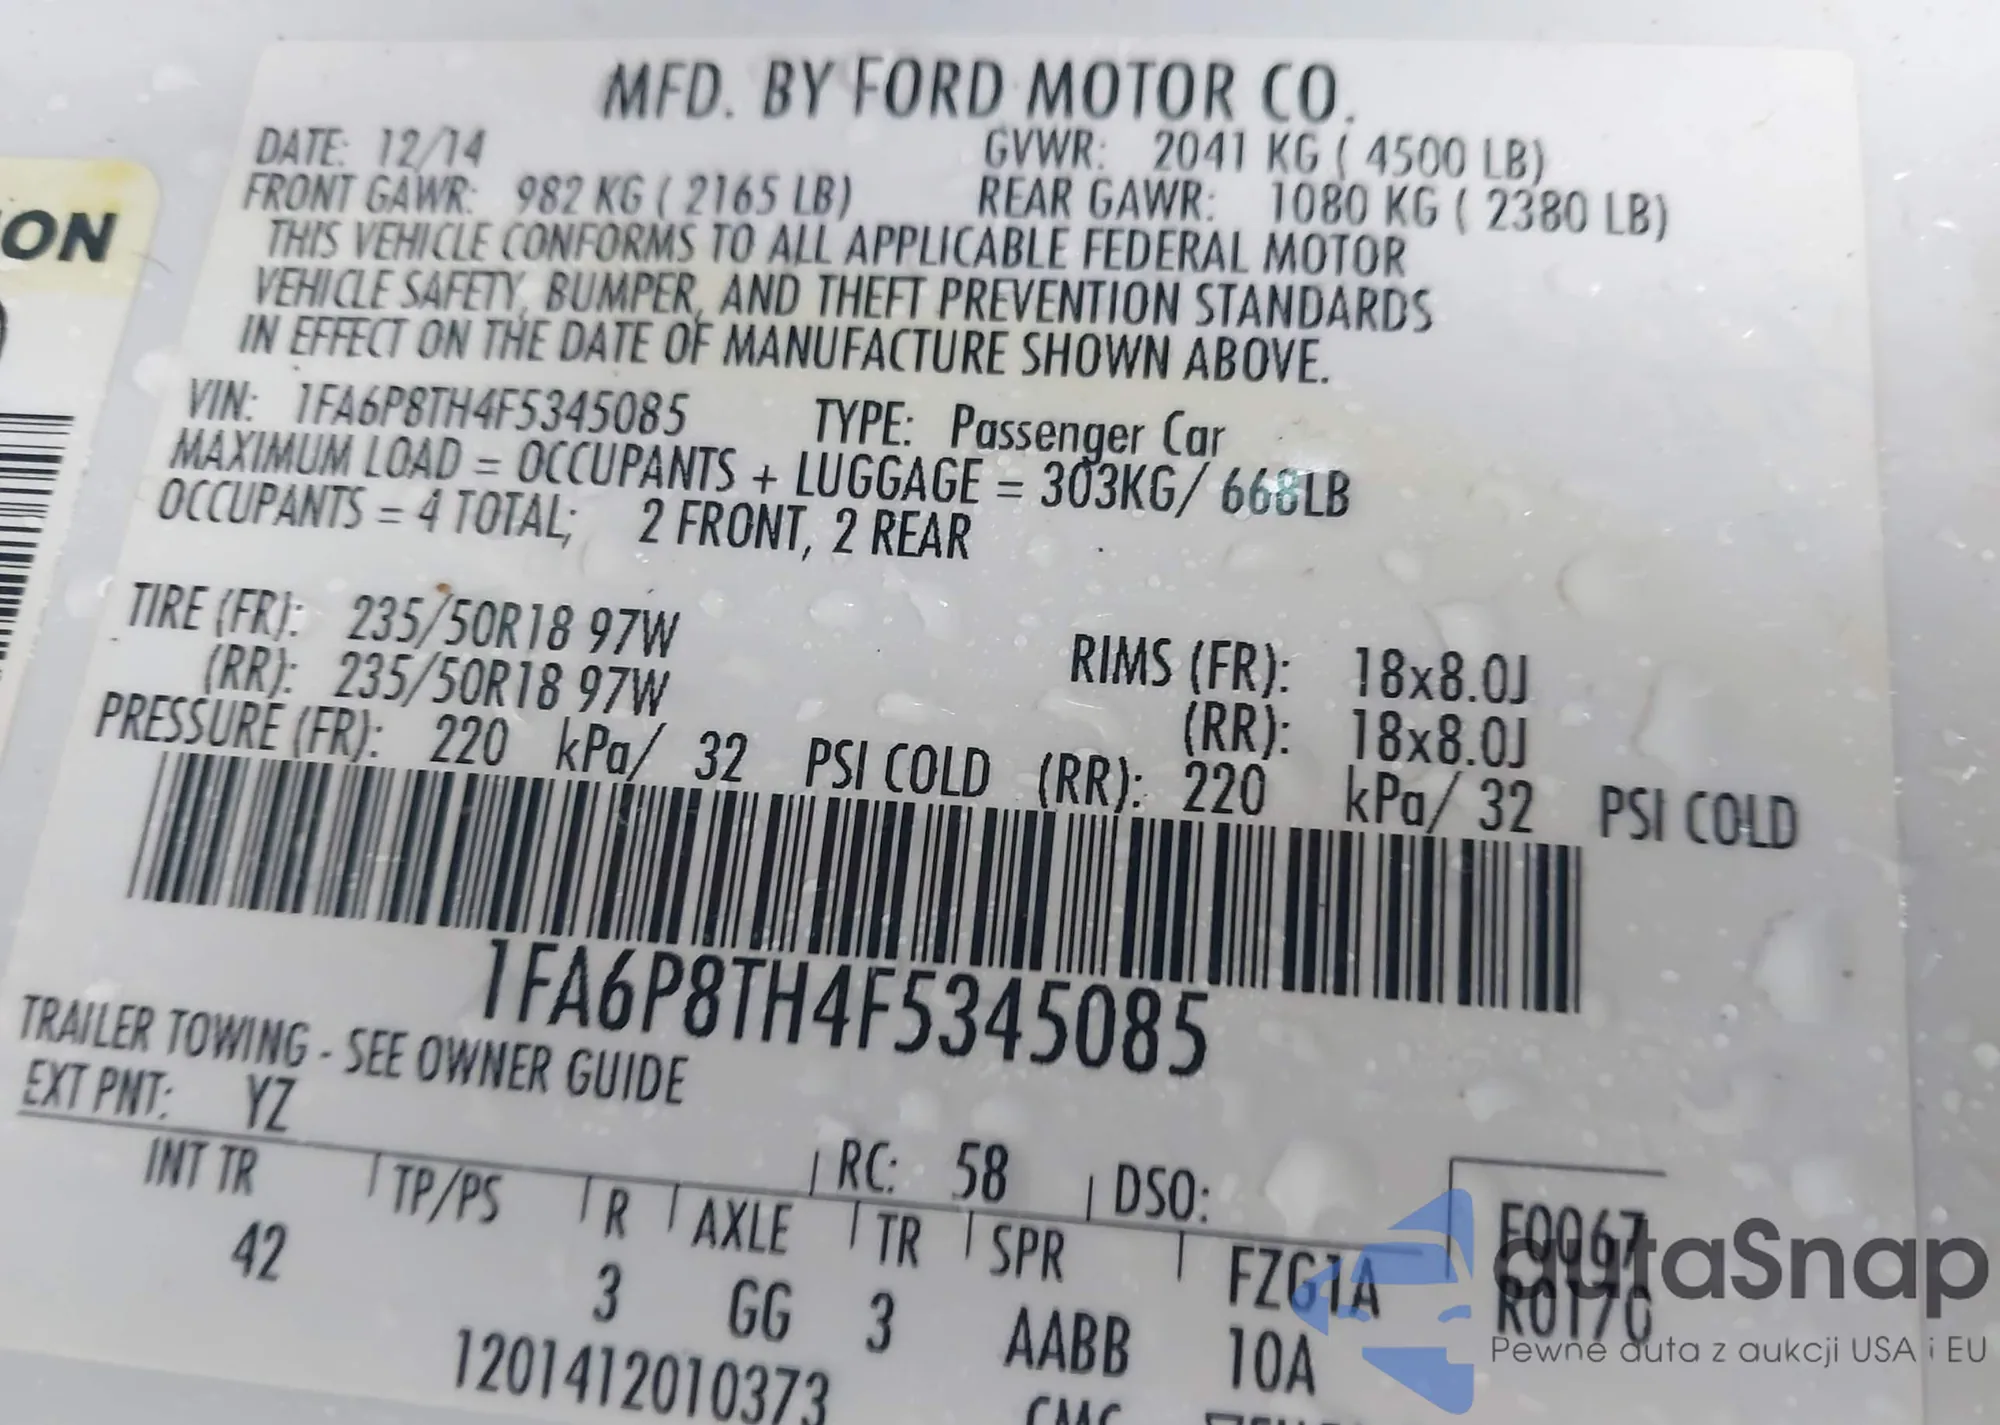 MFD. BY FORD MOTOR CO.
DATE: 12/14 GVWR: 2041 KG ( 4500 LB)
FRONT GAWR: 982 KG ( 2165 LB) REAR GAWR: 1080 KG ( 2380 LB)
THIS VEHICLE CONFORMS TO ALL APPLICABLE FEDERAL MOTOR
VEHICLE SAFETY, BUMPER, AND THEFT PREVENTION STANDARDS
IN EFFECT ON THE DATE OF MANUFACTURE SHOWN ABOVE.
VIN: 1FA6P8TH4F5345085 TYPE: Passenger Car
MAXIMUM LOAD = OCCUPANTS + LUGGAGE = 303KG/ 668LB
OCCUPANTS = 4 TOTAL; 2 FRONT, 2 REAR
TIRE (FR): 235/50R18 97W RIMS (FR): 18x8.0J
(RR): 235/50R18 97W (RR): 18x8.0J
PRESSURE (FR): 220 kPa/ 32 PSI COLD (RR): 220 kPa/ 32 PSI COLD
1FA6P8TH4F5345085
TRAILER TOWING - SEE OWNER GUIDE
EXT PNT: YZ RC: 58 DSO:
INT TR TP/PS R AXLE TR SPR FZG1A F0067
42 3 GG 3 AABB 10A R0170
1201412010373
ON
autaSnap
Pewne auta z aukcji USA i EU